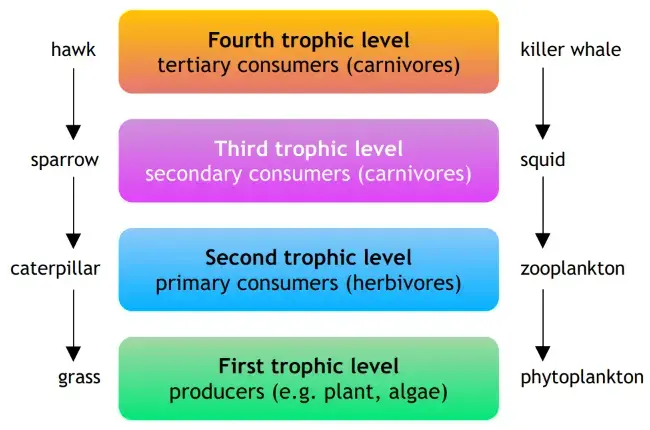 hawk
Fourth trophic level
tertiary consumers (carnivores)
killer whale
sparrow
Third trophic level
secondary consumers (carnivores)
squid
caterpillar
Second trophic level
primary consumers (herbivores)
zooplankton
grass
First trophic level
producers (e.g. plant, algae)
phytoplankton